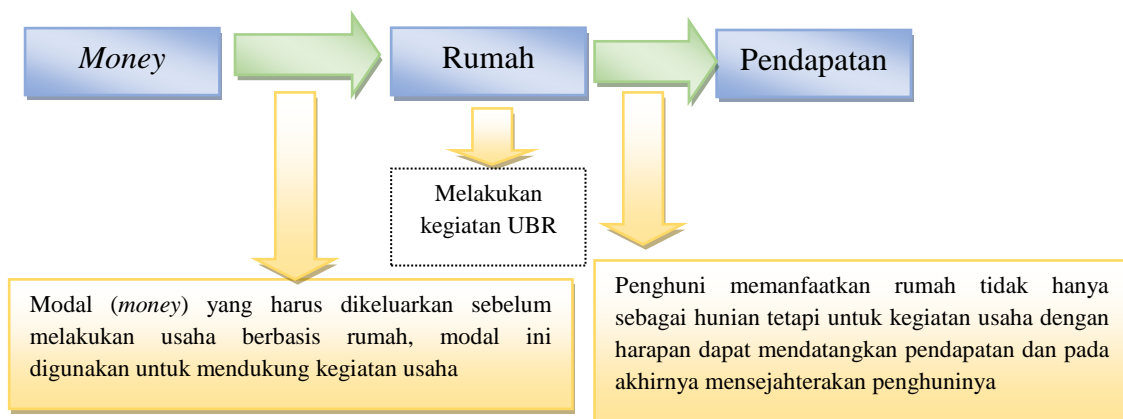 Money
Rumah
Pendapatan
Melakukan
kegiatan UBR
Modal (money) yang harus dikeluarkan sebelum
melakukan usaha berbasis rumah, modal ini
digunakan untuk mendukung kegiatan usaha
Penghuni memanfaatkan rumah tidak hanya
sebagai hunian tetapi untuk kegiatan usaha dengan
harapan dapat mendatangkan pendapatan dan pada
akhirnya mensejahterakan penghuninya